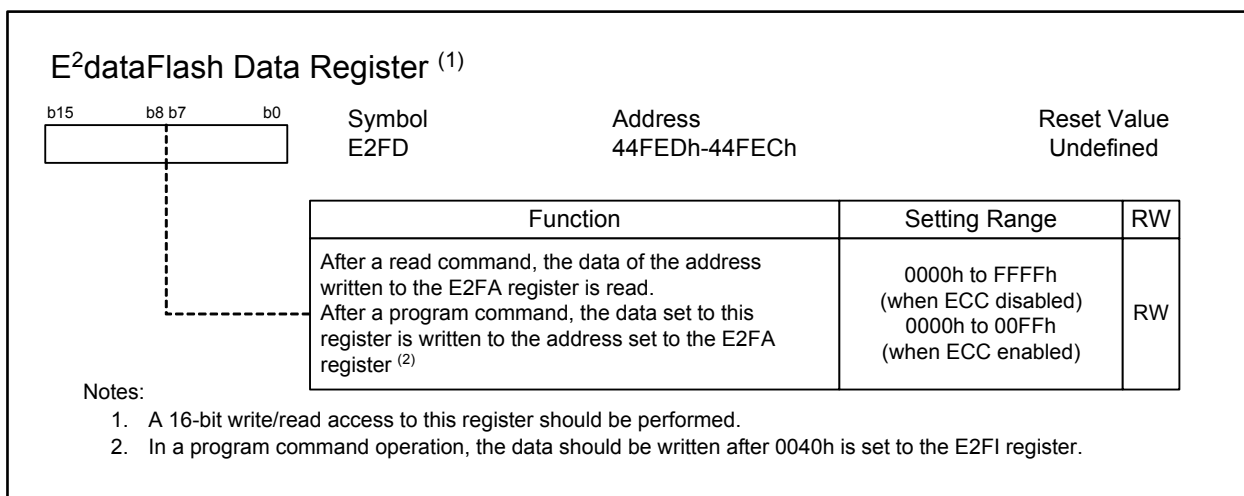 E²dataFlash Data Register (1)
b15 b8 b7 b0
Symbol Address Reset Value
E2FD 44FEDh-44FECh Undefined
Function Setting Range RW
After a read command, the data of the address
written to the E2FA register is read.
After a program command, the data set to this
register is written to the address set to the E2FA
register (2)
0000h to FFFFh
(when ECC disabled)
0000h to 00FFh
(when ECC enabled)
RW
Notes:
1. A 16-bit write/read access to this register should be performed.
2. In a program command operation, the data should be written after 0040h is set to the E2FI register.